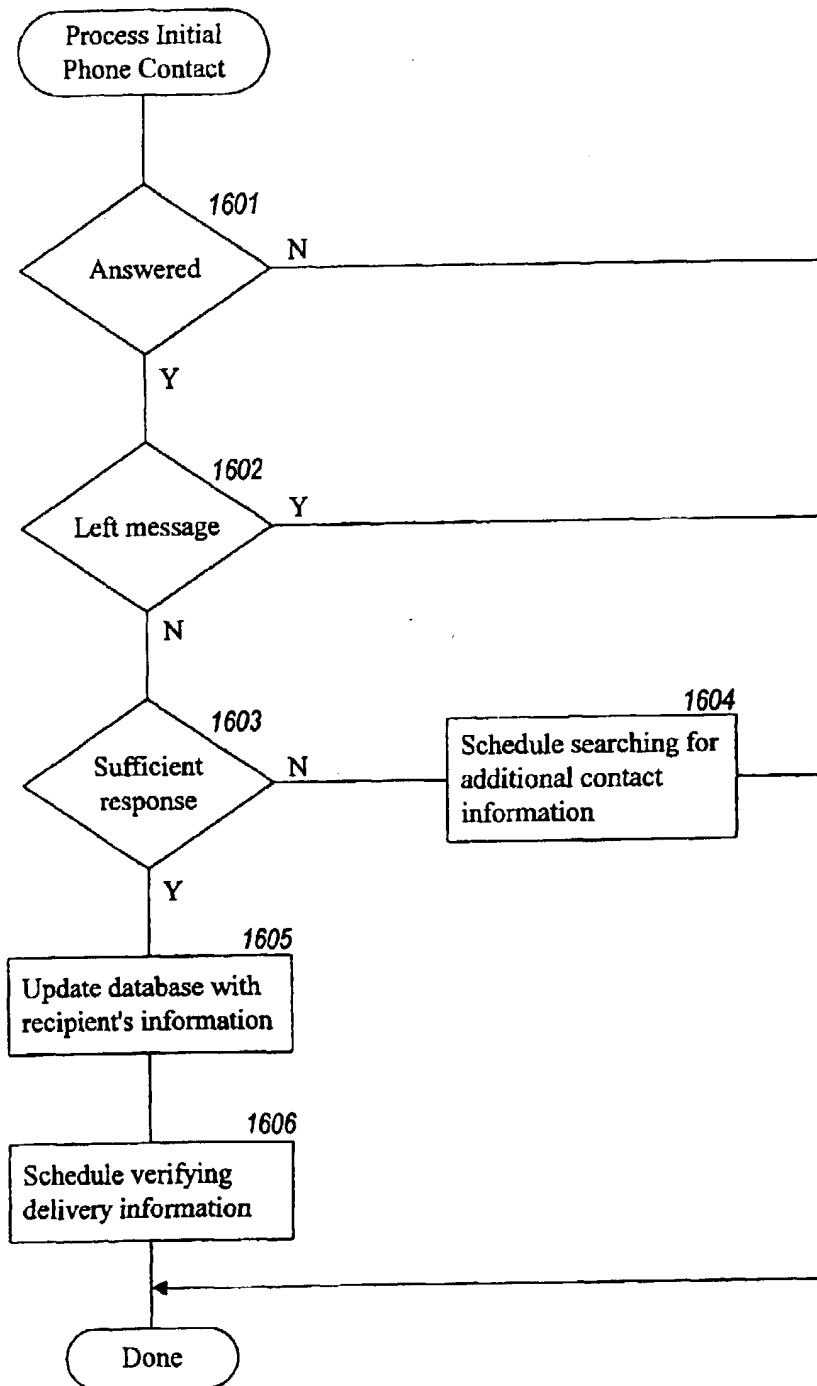 Process Initial
Phone Contact
1601
Answered
N
Y
1602
Left message
Y
N
1603
Sufficient
response
N
1604
Schedule searching for
additional contact
information
Y
1605
Update database with
recipient's information
1606
Schedule verifying
delivery information
Done